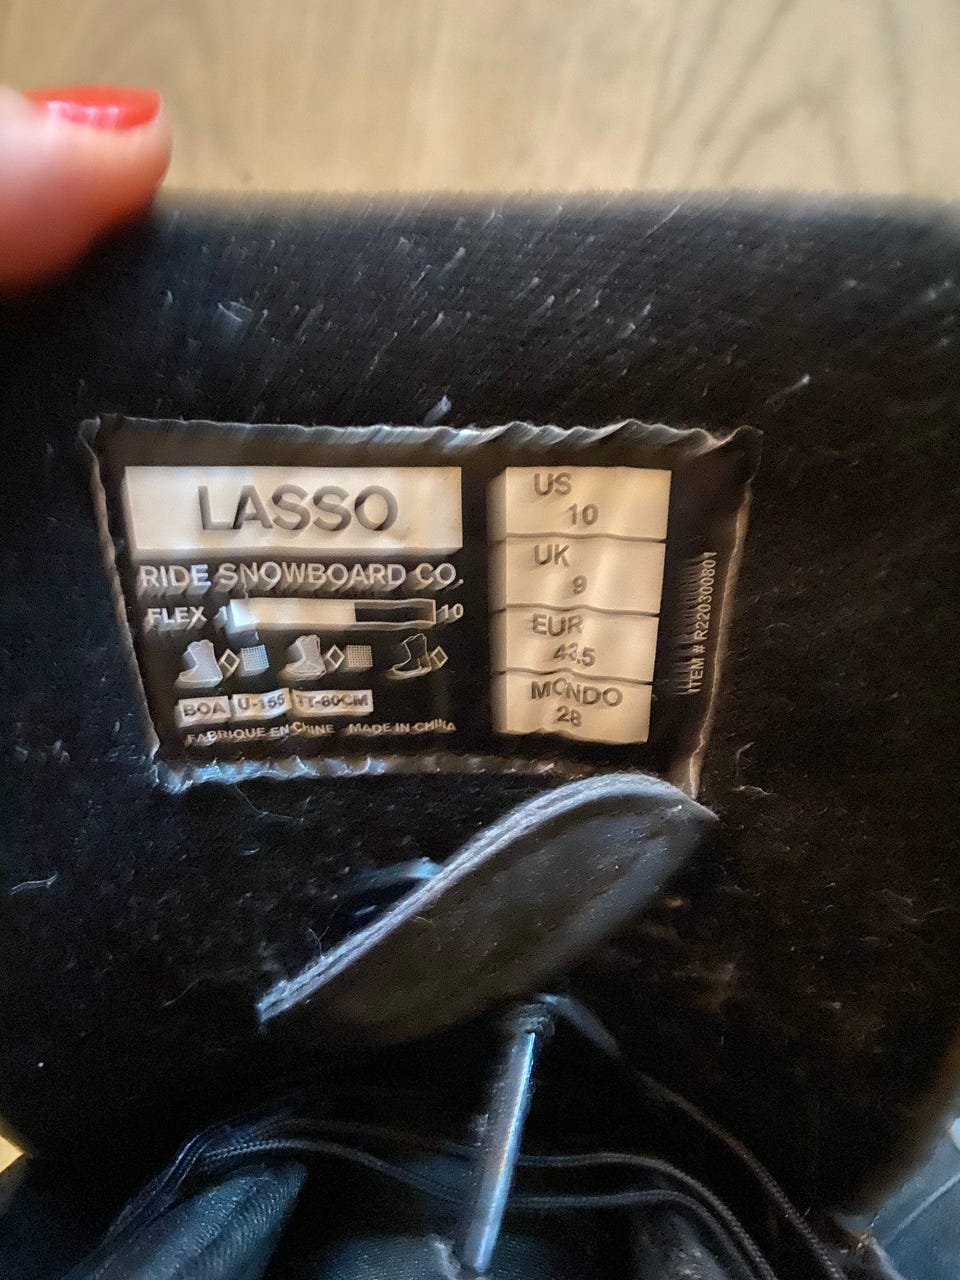 LASSO
RIDE SNOWBOARD CO.
FLEX 1 10
BOA U-155 TT-80CM
FABRIQUE EN CHINE MADE IN CHINA
US
10
UK
9
EUR
43.5
MONDO
28
ITEM # R220300801